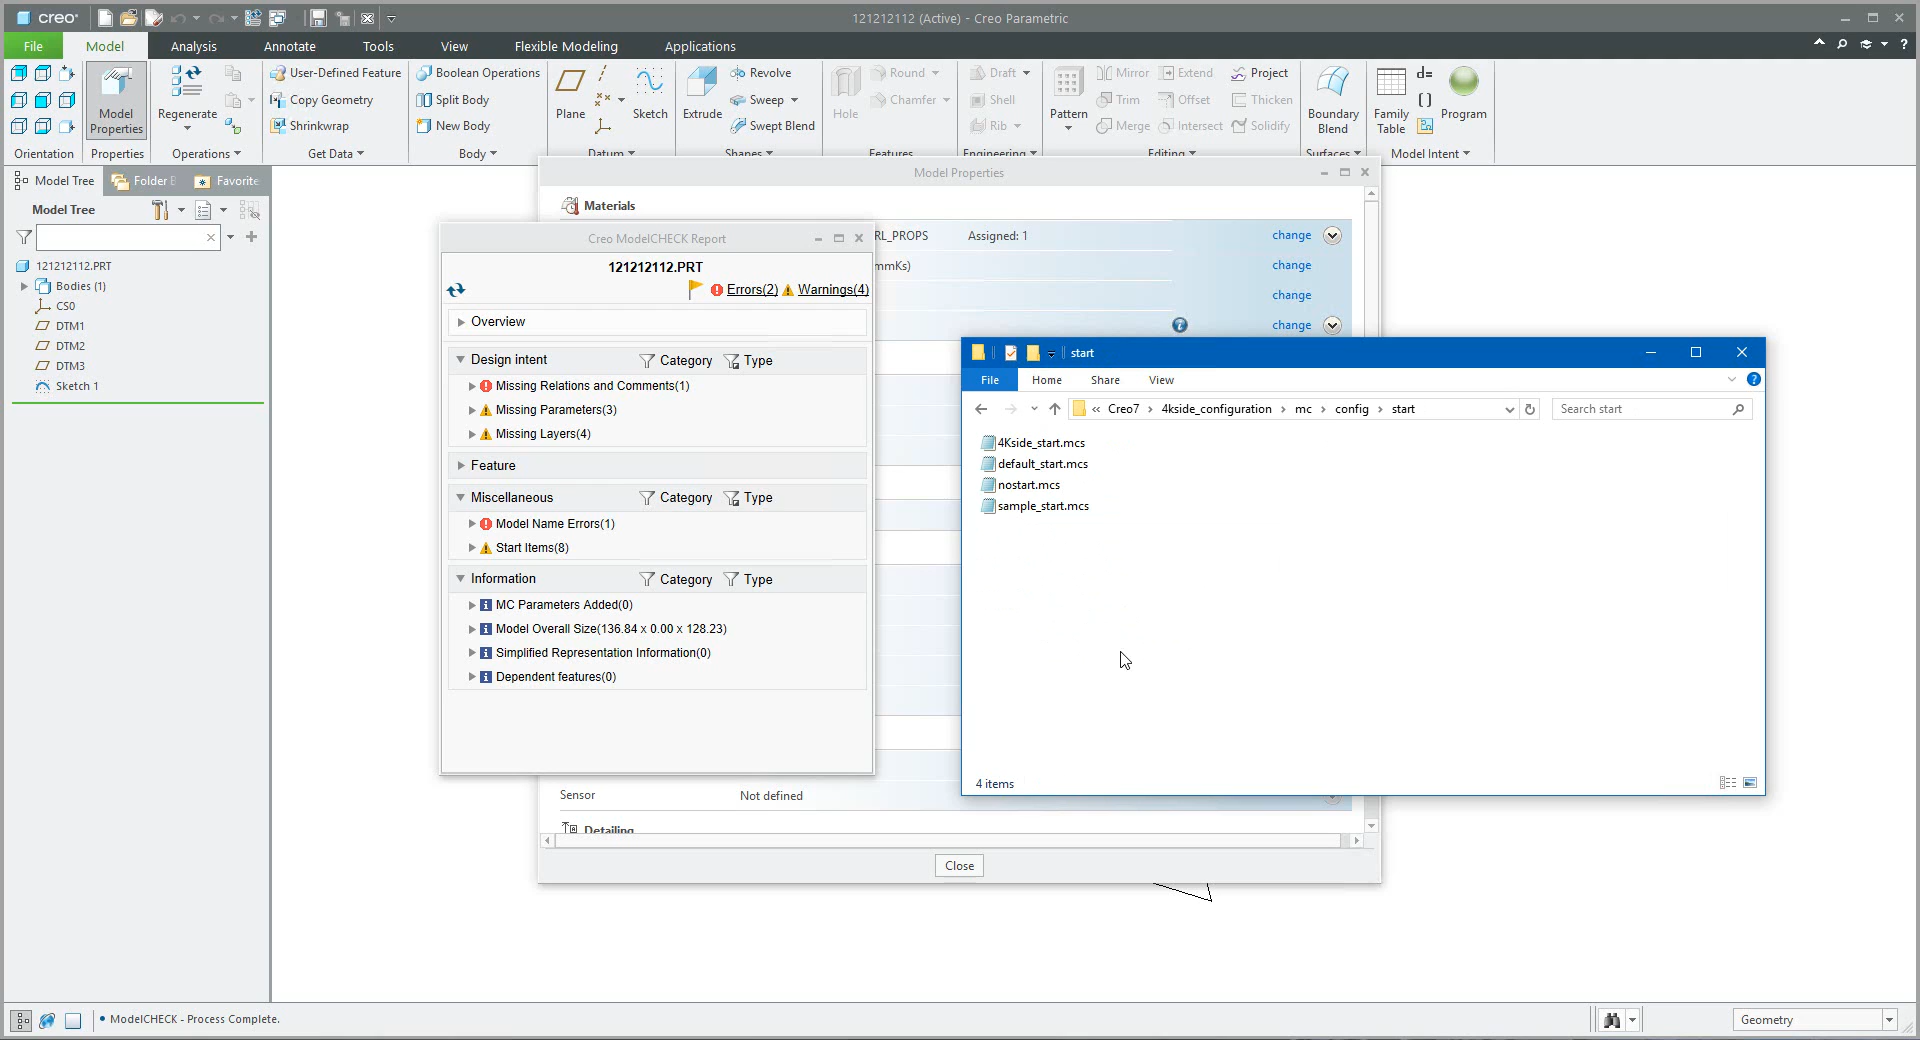 creo°
121212112 (Active) - Creo Parametric
File
Model
Analysis
Annotate
Tools
View
Flexible Modeling
Applications
Model Properties
Regenerate
User-Defined Feature
Copy Geometry
Shrinkwrap
Boolean Operations
Split Body
New Body
Plane
Sketch
Extrude
Revolve
Sweep
Swept Blend
Hole
Round
Chamfer
Draft
Shell
Rib
Pattern
Mirror
Trim
Merge
Extend
Offset
Intersect
Project
Thicken
Solidify
Boundary Blend
Family Table
d=
[ ]
Program
Orientation
Properties
Operations
Get Data
Body
Datum
Shapes
Features
Engineering
Editing
Surfaces
Model Intent
Model Tree
Folder B
Favorite
Model Tree
121212112.PRT
Bodies (1)
CS0
DTM1
DTM2
DTM3
Sketch 1
Model Properties
Materials
RL_PROPS
Assigned: 1
change
mmKs)
change
change
change
Sensor
Not defined
Detailing
Close
Creo ModelCHECK Report
121212112.PRT
Errors(2)
Warnings(4)
Overview
Design intent
Category
Type
Missing Relations and Comments(1)
Missing Parameters(3)
Missing Layers(4)
Feature
Miscellaneous
Category
Type
Model Name Errors(1)
Start Items(8)
Information
Category
Type
MC Parameters Added(0)
Model Overall Size(136.84 x 0.00 x 128.23)
Simplified Representation Information(0)
Dependent features(0)
start
File
Home
Share
View
« Creo7 › 4kside_configuration › mc › config › start
Search start
4Kside_start.mcs
default_start.mcs
nostart.mcs
sample_start.mcs
4 items
• ModelCHECK - Process Complete.
Geometry